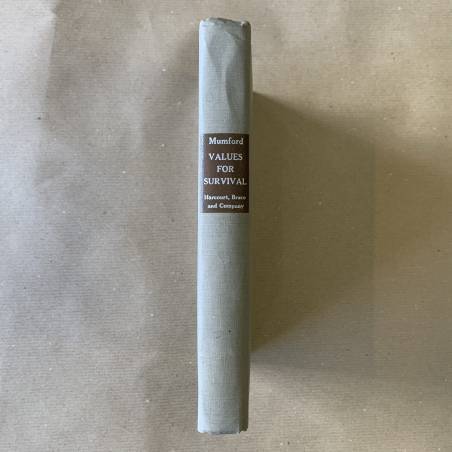 Mumford
VALUES
FOR
SURVIVAL
Harcourt, Brace
and Company